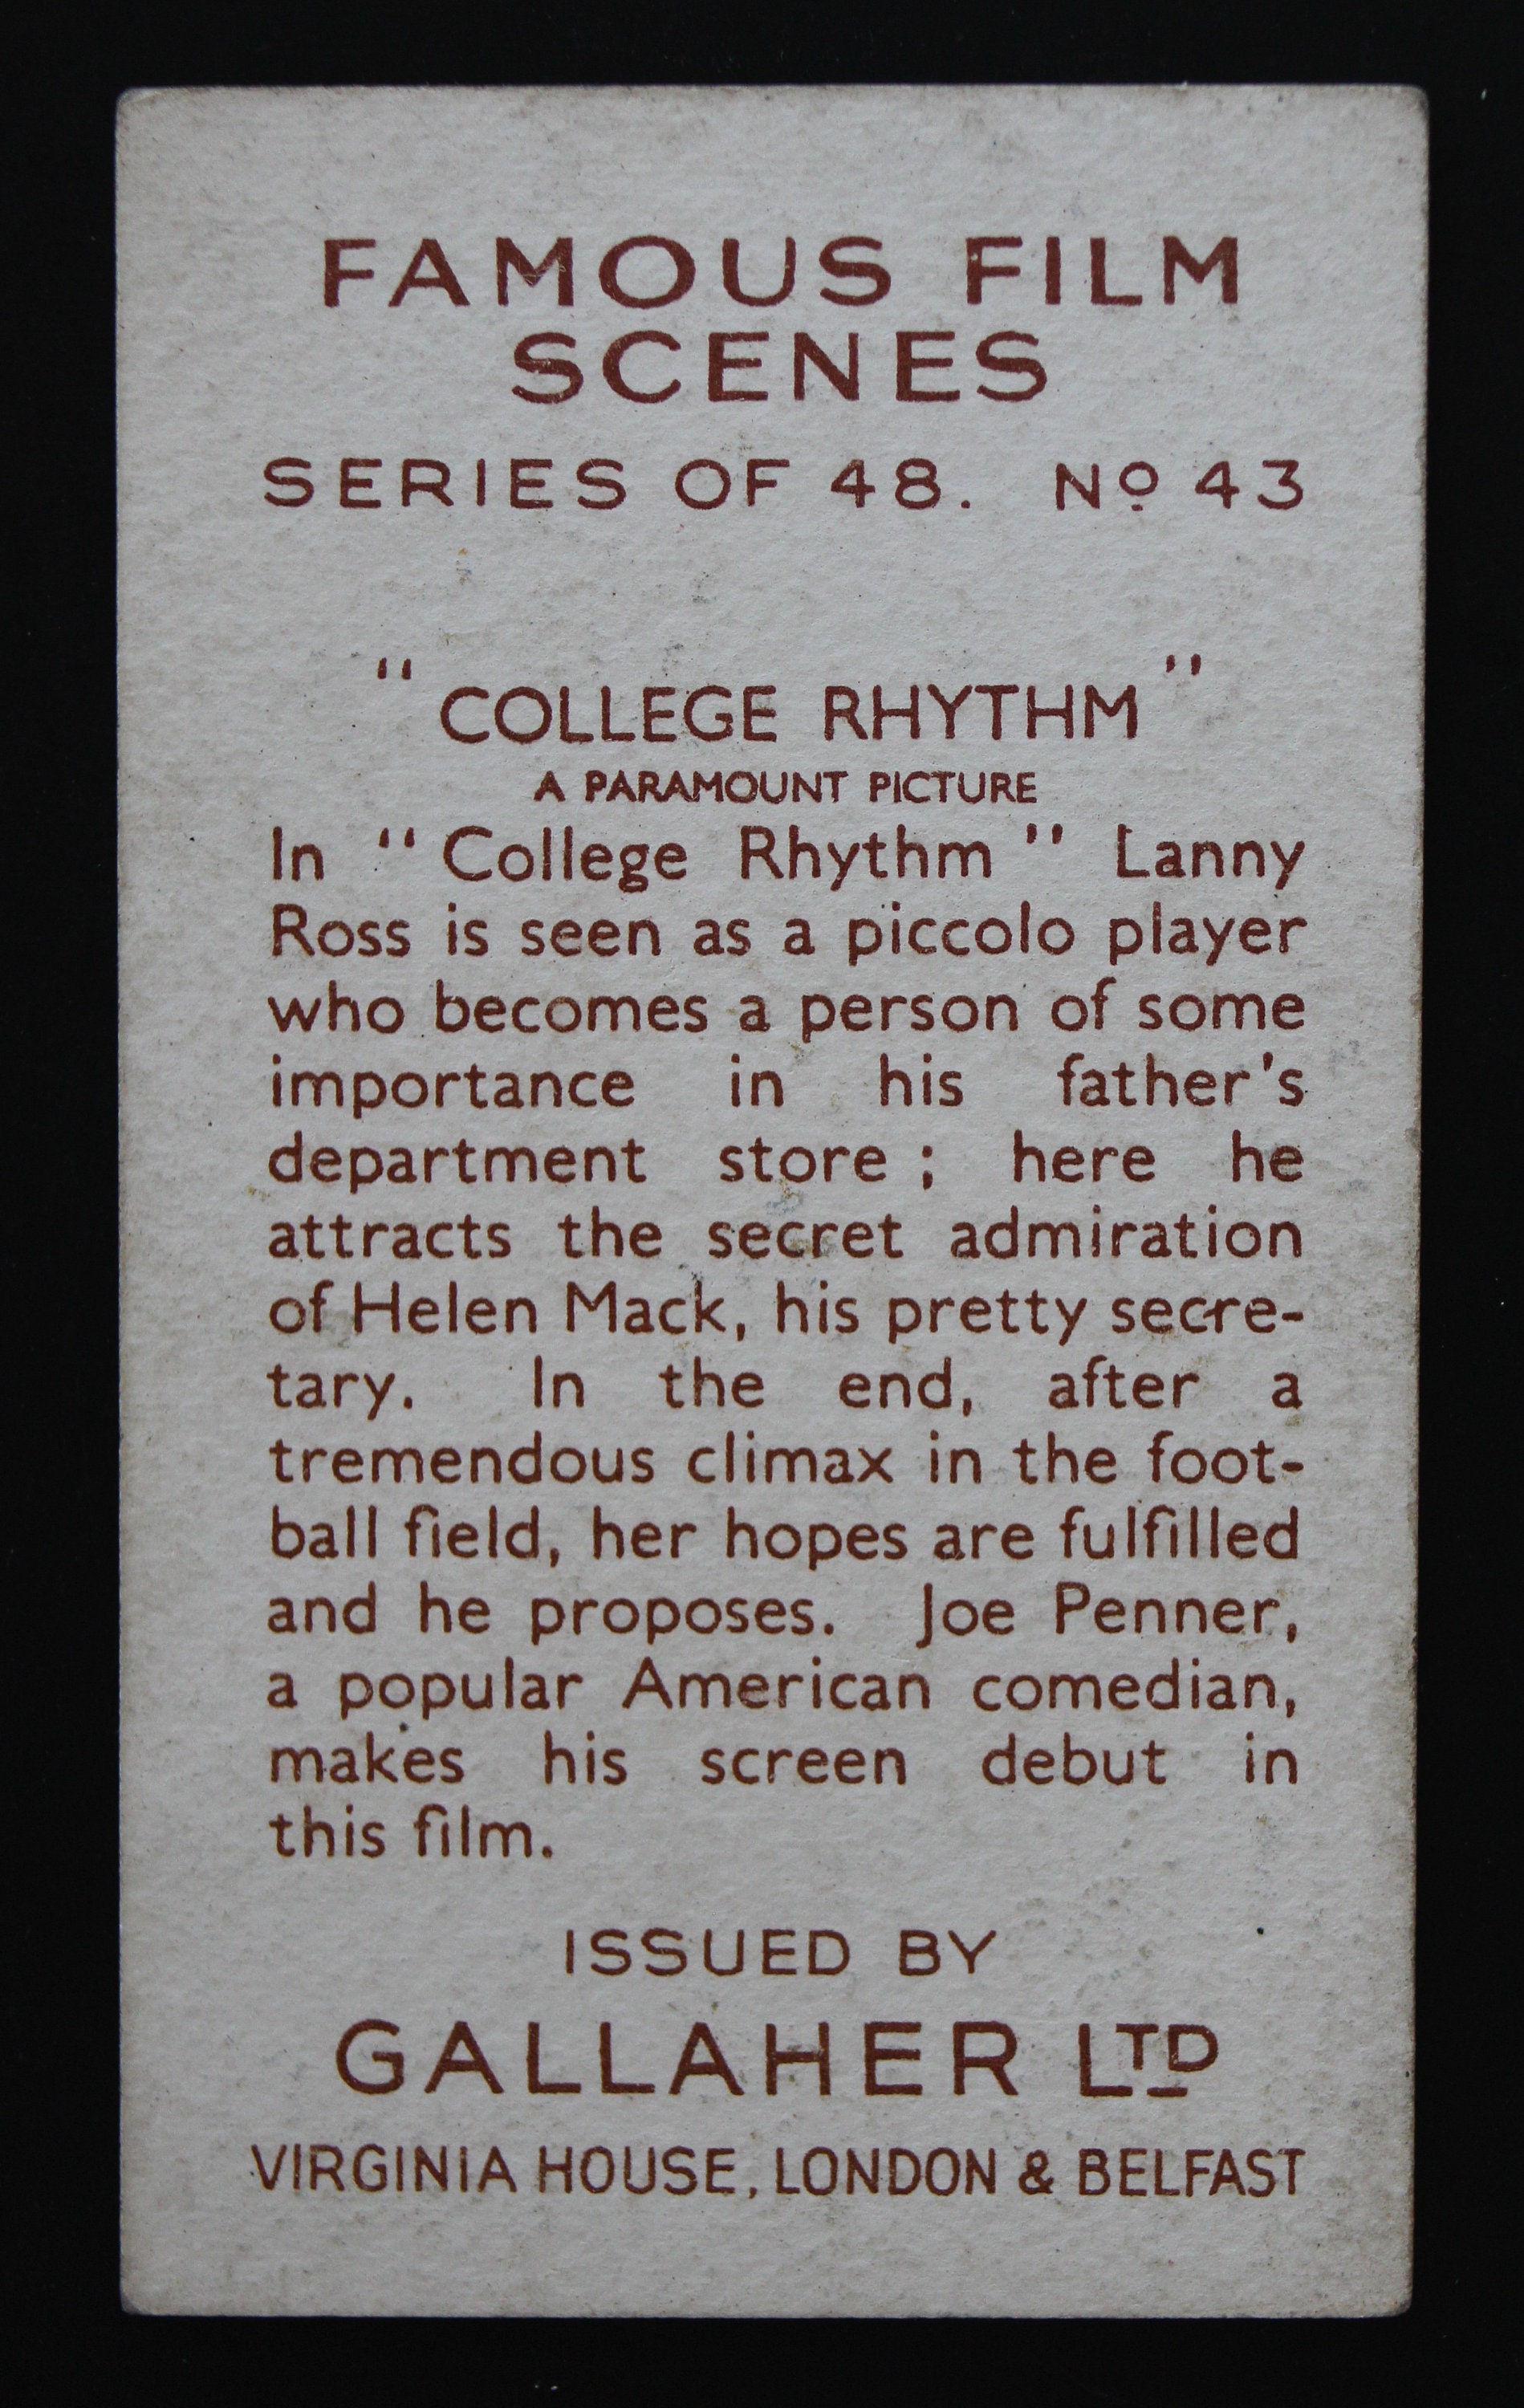 FAMOUS FILM
SCENES
SERIES OF 48. Nº 43
" COLLEGE RHYTHM "
A PARAMOUNT PICTURE
In " College Rhythm " Lanny
Ross is seen as a piccolo player
who becomes a person of some
importance in his father's
department store ; here he
attracts the secret admiration
of Helen Mack, his pretty secre-
tary. In the end, after a
tremendous climax in the foot-
ball field, her hopes are fulfilled
and he proposes. Joe Penner,
a popular American comedian,
makes his screen debut in
this film.
ISSUED BY
GALLAHER LTD
VIRGINIA HOUSE, LONDON & BELFAST